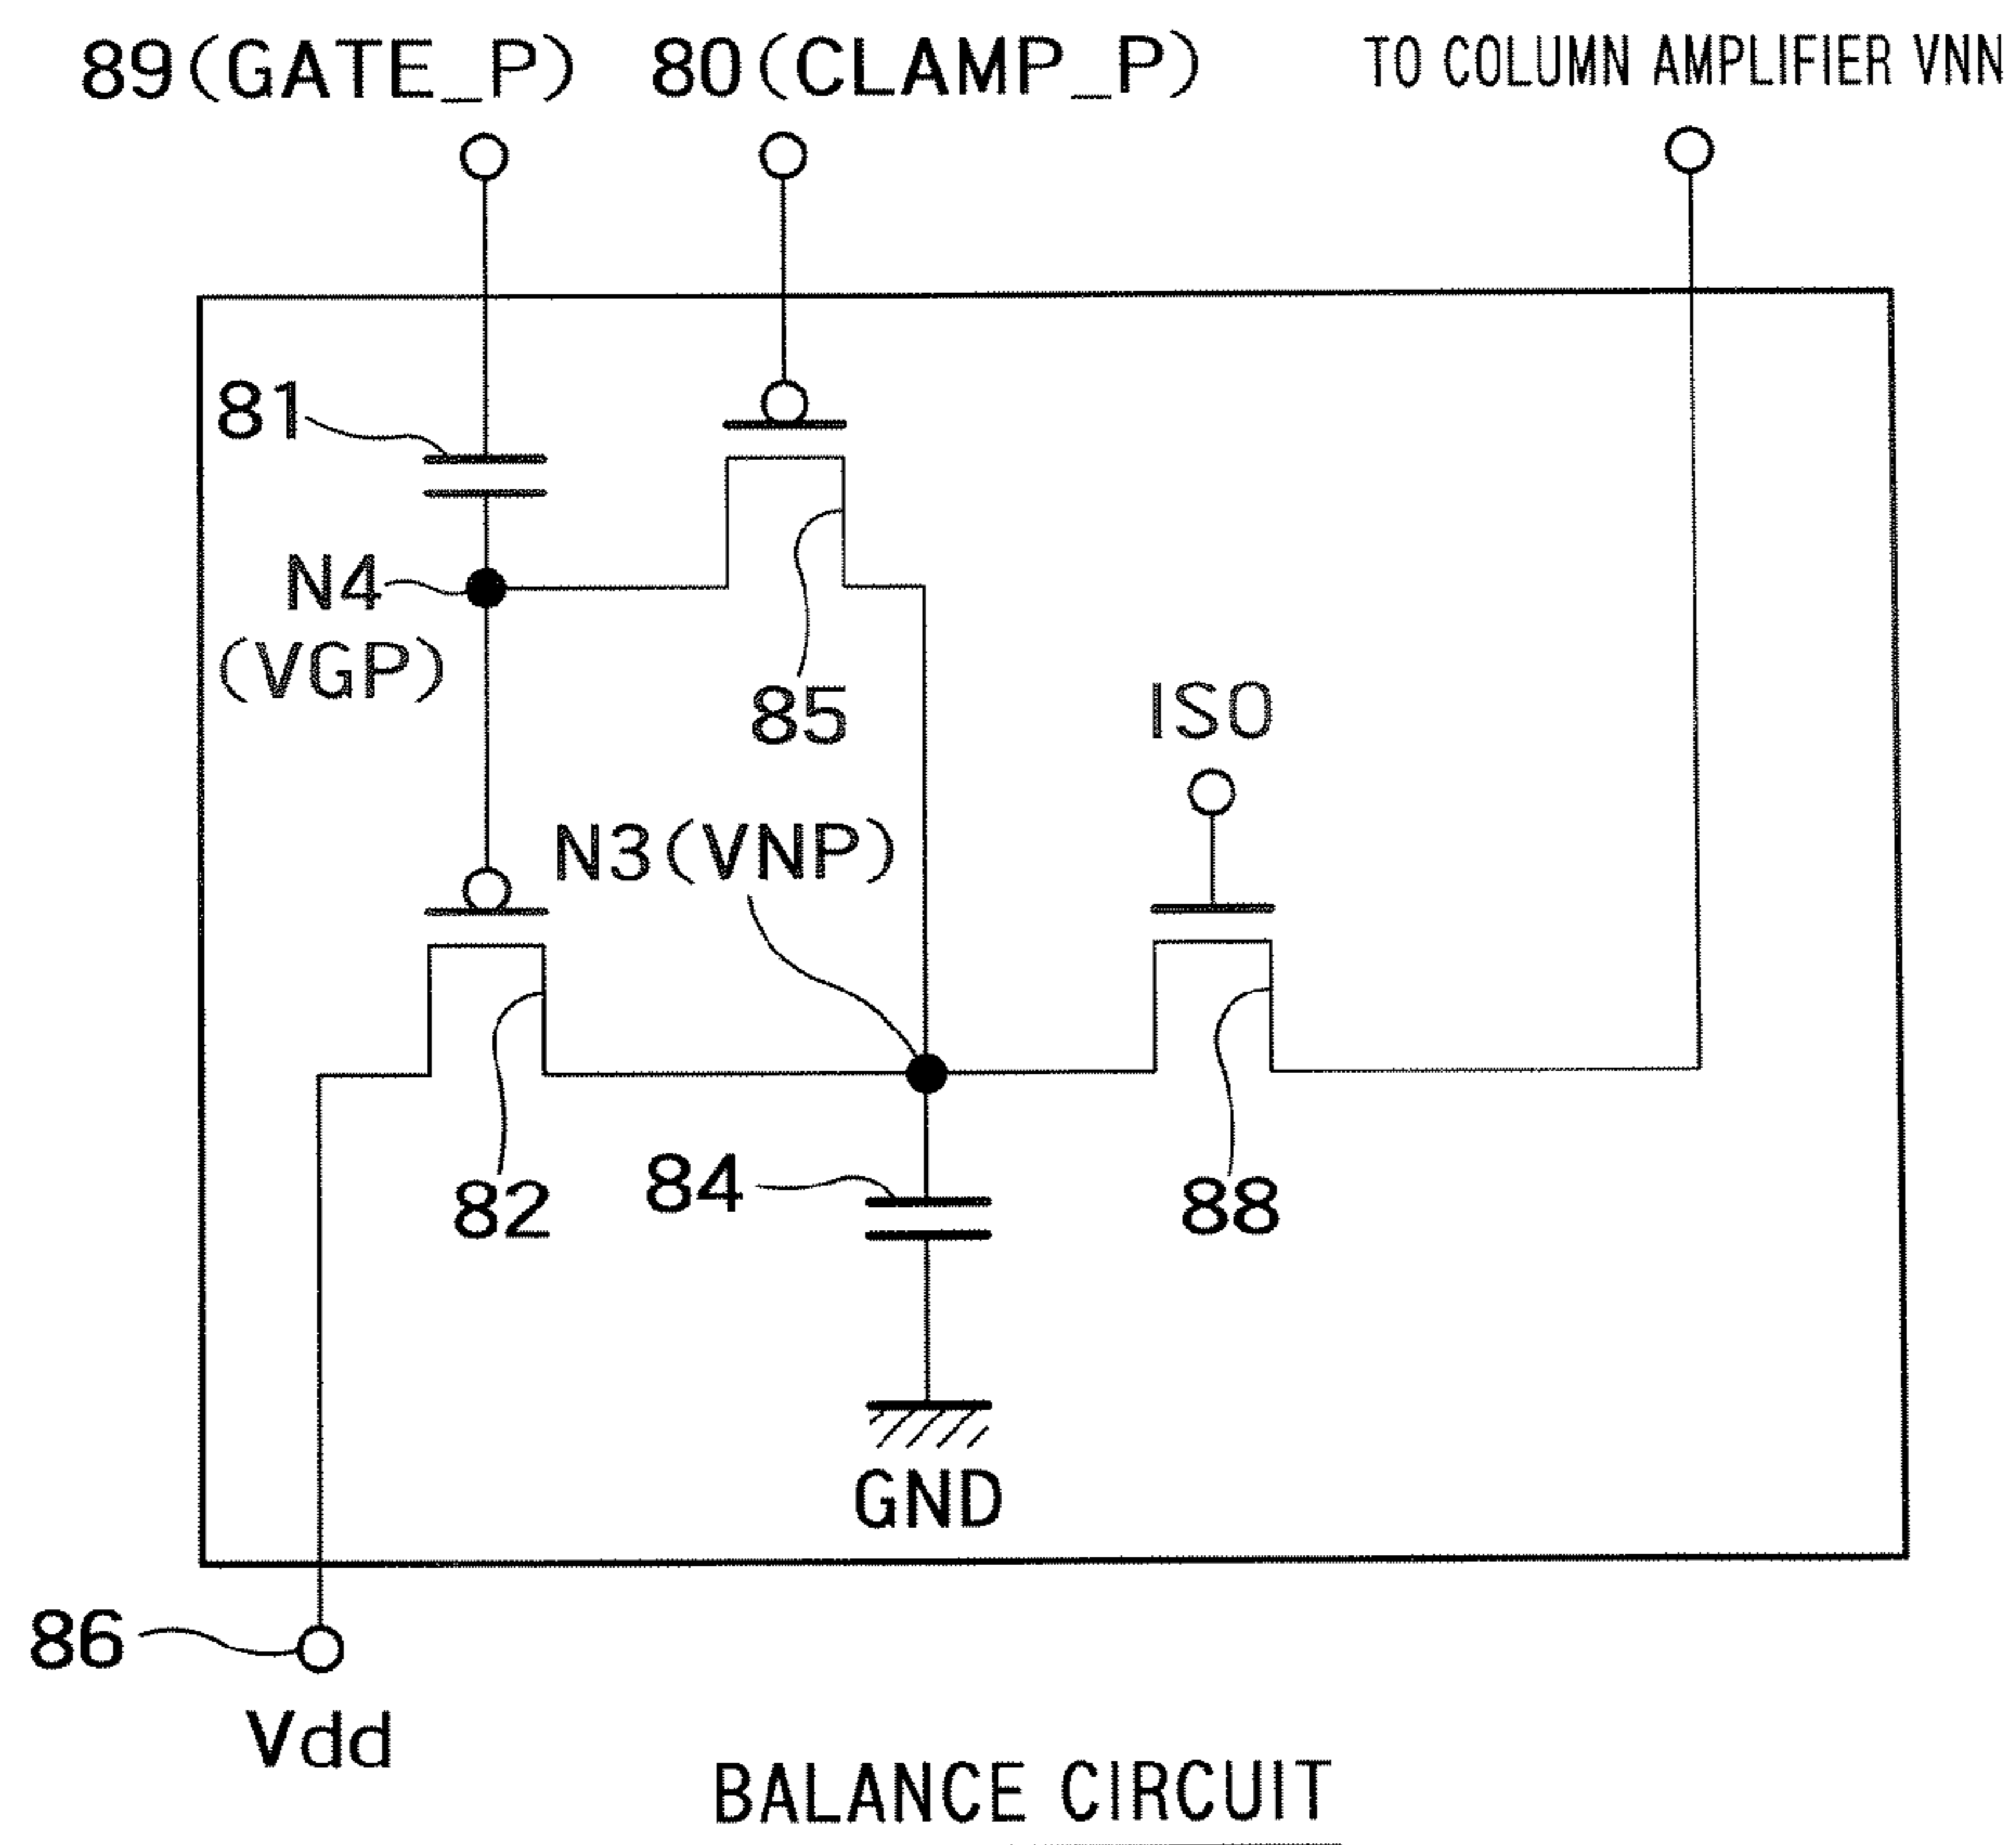 89(GATE_P)
80(CLAMP_P)
TO COLUMN AMPLIFIER VNN
81
N4
(VGP)
85
ISO
N3(VNP)
82
84
88
GND
86
Vdd
BALANCE CIRCUIT